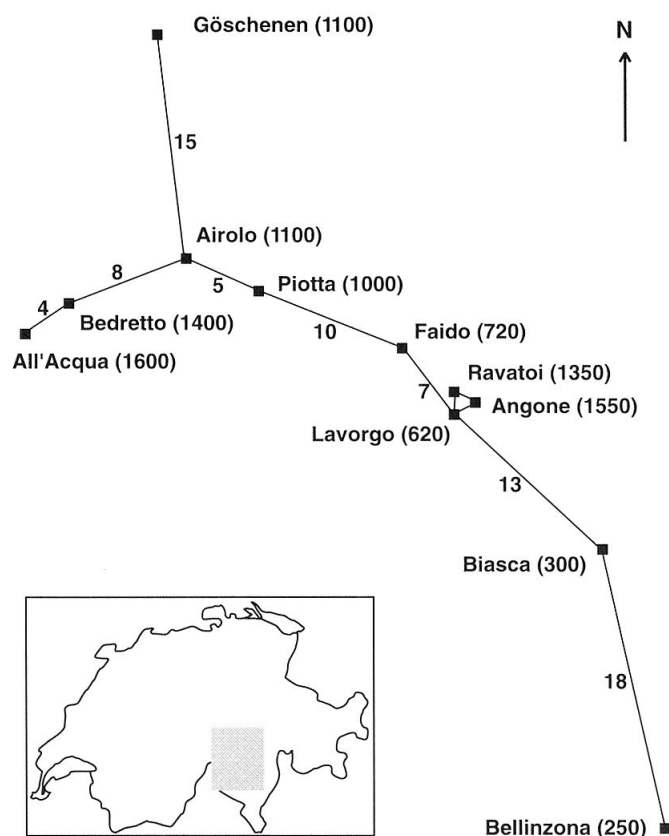 Göschenen (1100)
N
15
Airolo (1100)
8
5
Piotta (1000)
4
Bedretto (1400)
10
Faido (720)
All'Acqua (1600)
Ravatoi (1350)
7
Angone (1550)
Lavorgo (620)
13
Biasca (300)
18
Bellinzona (250)